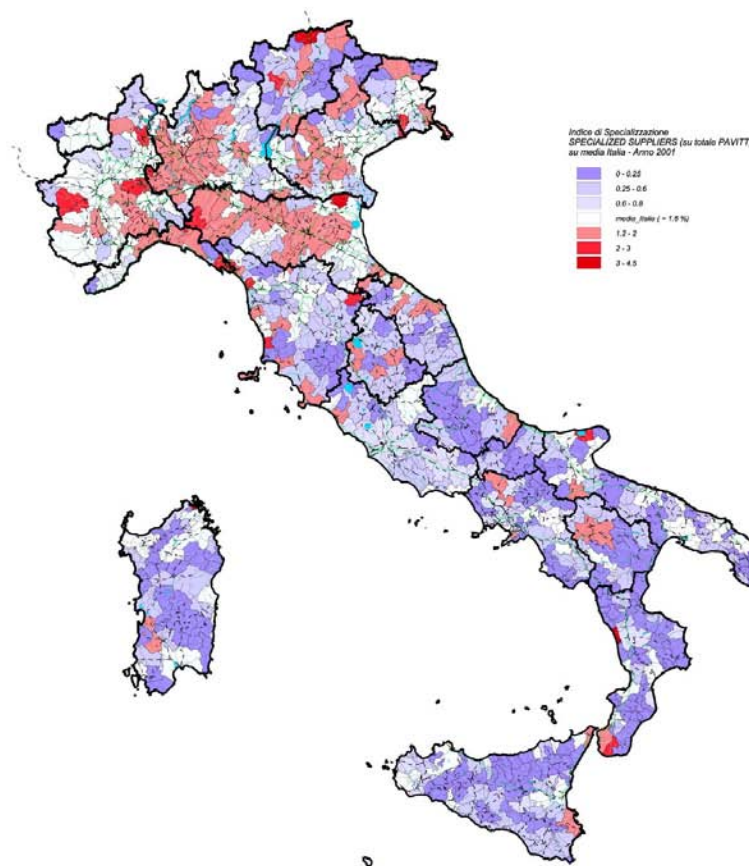 Indice di Specializzazione
SPECIALIZED SUPPLIERS (su totale PAVITT)
su media Italia - Anno 2001
0 - 0.25
0.25 - 0.6
0.6 - 0.8
media_Italia ( ~ 1.6 %)
1.2 - 2
2 - 3
3 - 4.5